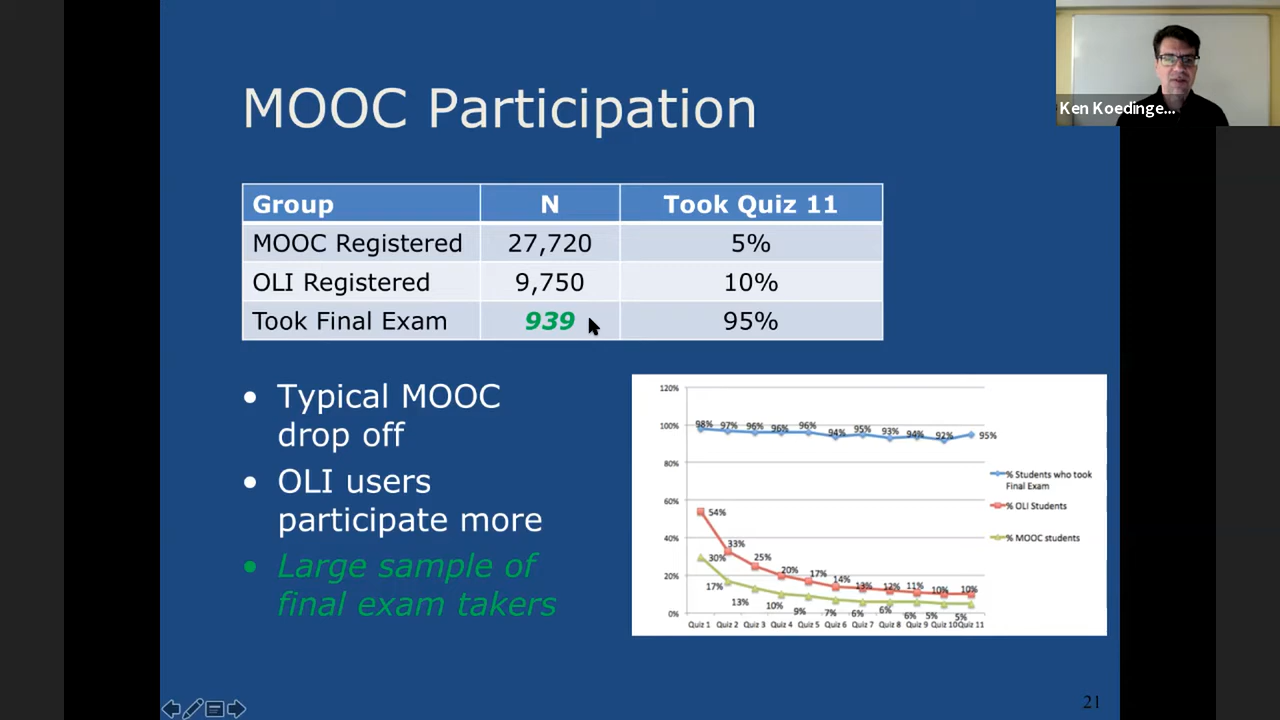 Ken Koedinge...
MOOC Participation
Group N Took Quiz 11
MOOC Registered 27,720 5%
OLI Registered 9,750 10%
Took Final Exam 939 95%
• Typical MOOC
drop off
• OLI users
participate more
• Large sample of
final exam takers
120%
100%
80%
60%
40%
20%
0%
98% 97% 96% 96% 96% 94% 95% 93% 94% 92% 95%
54% 33% 25% 20% 17% 14% 13% 12% 11% 10% 10%
30% 17% 13% 10% 9% 7% 6% 6% 6% 5% 5%
Quiz 1 Quiz 2 Quiz 3 Quiz 4 Quiz 5 Quiz 6 Quiz 7 Quiz 8 Quiz 9 Quiz 10 Quiz 11
% Students who took
Final Exam
% OLI Students
% MOOC students
21